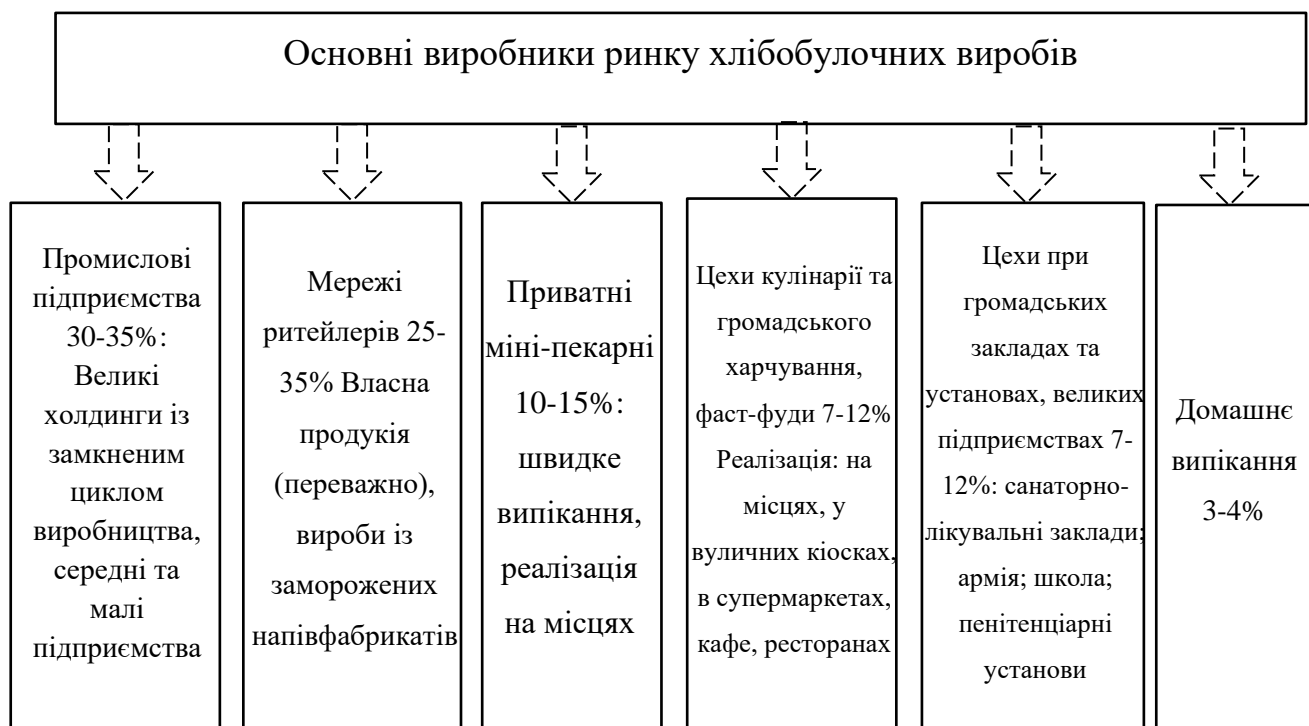 Основні виробники ринку хлібобулочних виробів
Промислові
підприємства
30-35%:
Великі
холдинги із
замкненим
циклом
виробництва,
середні та
малі
підприємства
Мережі
ритейлерів 25-
35% Власна
продукія
(переважно),
вироби із
заморожених
напівфабрикатів
Приватні
міні-пекарні
10-15%:
швидке
випікання,
реалізація
на місцях
Цехи кулінарії та
громадського
харчування,
фаст-фуди 7-12%
Реалізація: на
місцях, у
вуличних кіосках,
в супермаркетах,
кафе, ресторанах
Цехи при
громадських
закладах та
установах, великих
підприємствах 7-
12%: санаторно-
лікувальні заклади;
армія; школа;
пенітенціарні
установи
Домашнє
випікання
3-4%